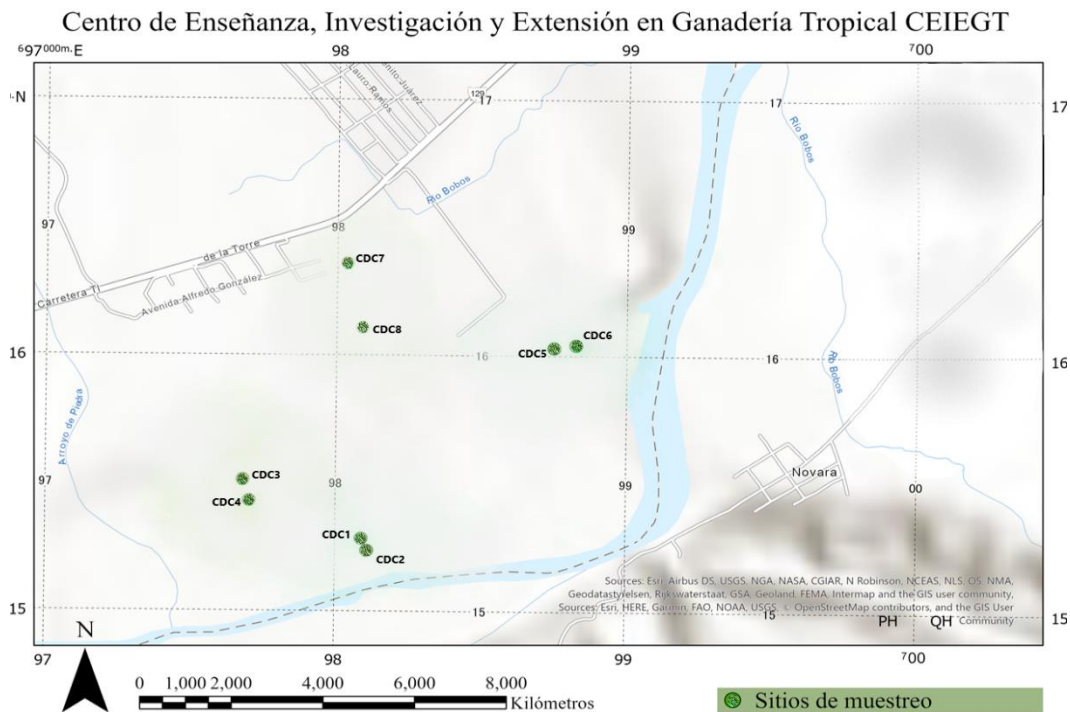 Centro de Enseñanza, Investigación y Extensión en Ganadería Tropical CEIEGT
⁶97⁰⁰⁰m. E 98 99 700
N
Benito Juárez
Lauro Ramos
129
17 17 17
Río Bobos
Río Bobos
97 98 99
de la Torre
CDC7
Avenida Alfredo González
Carretera Tl
CDC8
CDC6
CDC5
16 16 16 16
Río Bobos
Arroyo de Piedra
97 98 99 00
CDC3
CDC4
Novara
CDC1
CDC2
Sources: Esri, Airbus DS, USGS, NGA, NASA, CGIAR, N Robinson, NCEAS, NLS, OS, NMA,
Geodatastyrelsen, Rijkswaterstaat, GSA, Geoland, FEMA, Intermap and the GIS user community,
Sources: Esri, HERE, Garmin, FAO, NOAA, USGS, © OpenStreetMap contributors, and the GIS User
Community
15 15 15 15
PH QH
N
97 98 99 700
0 1,000 2,000 4,000 6,000 8,000
Kilómetros
Sitios de muestreo